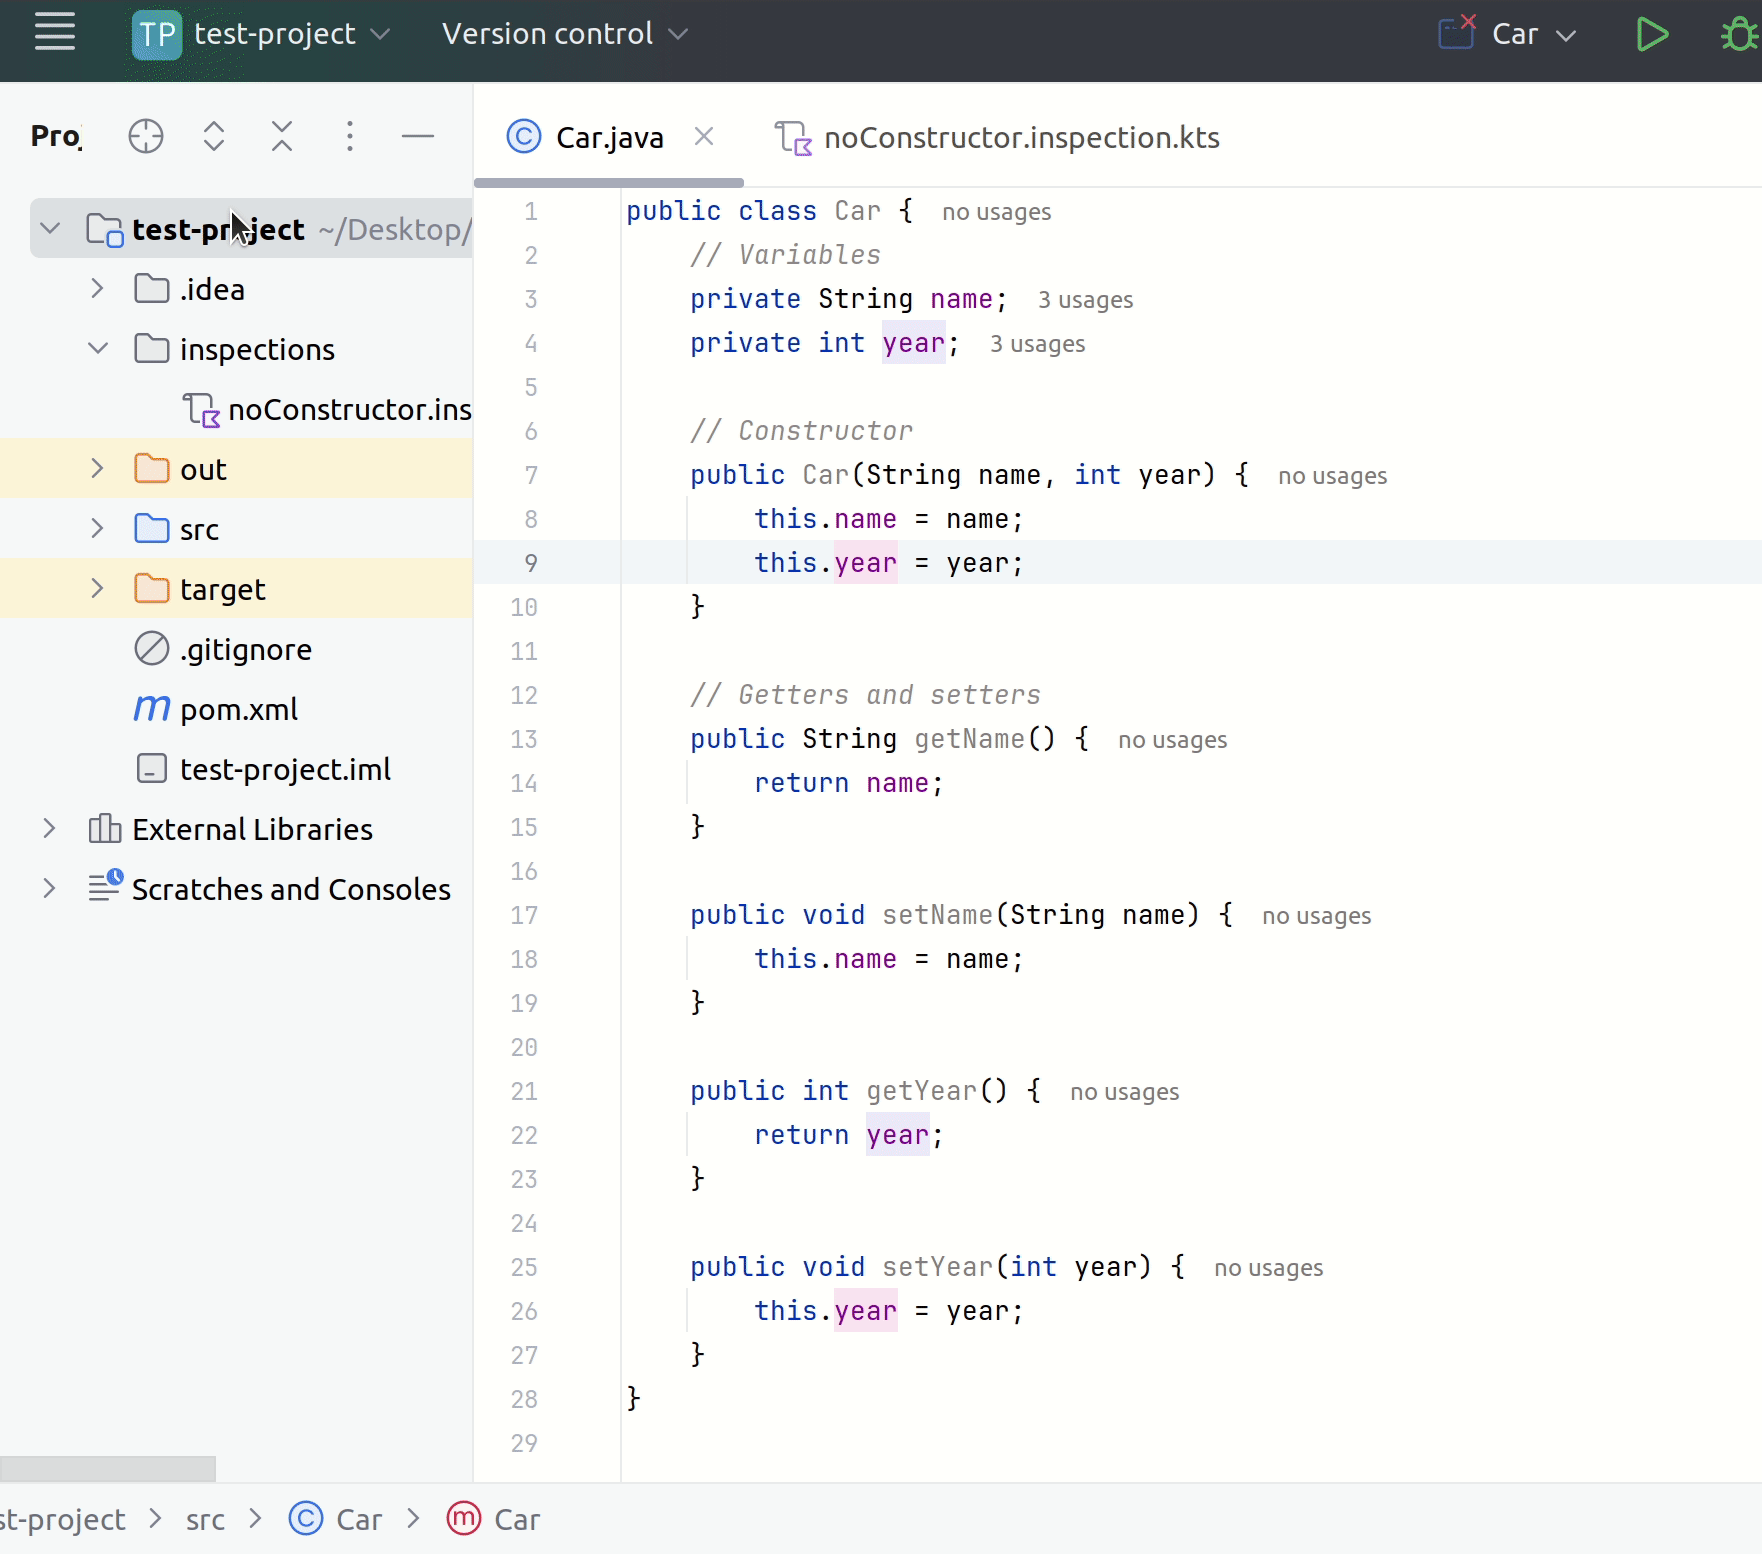 TP test-project Version control Car
Pro
test-project ~/Desktop/
.idea
inspections
noConstructor.ins
out
src
target
.gitignore
m pom.xml
test-project.iml
External Libraries
Scratches and Consoles
C Car.java noConstructor.inspection.kts
1 public class Car { no usages
2 // Variables
3 private String name; 3 usages
4 private int year; 3 usages
5
6 // Constructor
7 public Car(String name, int year) { no usages
8 this.name = name;
9 this.year = year;
10 }
11
12 // Getters and setters
13 public String getName() { no usages
14 return name;
15 }
16
17 public void setName(String name) { no usages
18 this.name = name;
19 }
20
21 public int getYear() { no usages
22 return year;
23 }
24
25 public void setYear(int year) { no usages
26 this.year = year;
27 }
28 }
29
st-project > src > C Car > m Car